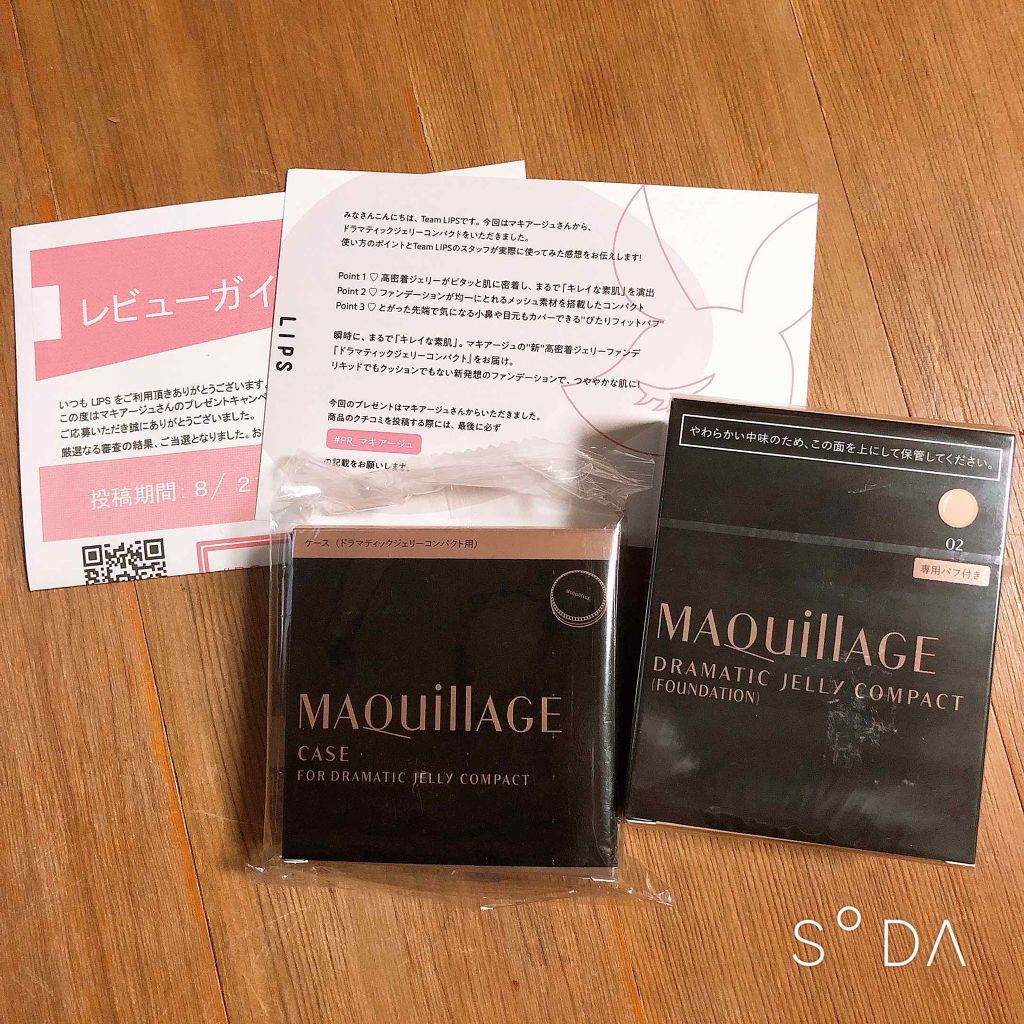 レビューガイ
いつも LIPS をご利用頂きありがとうございます。
この度はマキアージュさんのプレゼントキャンペ
ご応募いただき誠にありがとうございました。
厳選なる審査の結果、ご当選となりました。お
投稿期間: 8/ 2
LIPS
みなさんこんにちは、Team LIPSです。今回はマキアージュさんから、
ドラマティックジェリーコンパクトをいただきました。
使い方のポイントとTeam LIPSのスタッフが実際に使ってみた感想をお伝えします!
Point 1 ♡ 高密着ジェリーがピタッと肌に密着し、まるで「キレイな素肌」を演出
Point 2 ♡ ファンデーションが均一にとれるメッシュ素材を搭載したコンパクト
Point 3 ♡ とがった先端で気になる小鼻や目元もカバーできる"ぴたりフィットパフ"
瞬時に、まるで「キレイな素肌」。マキアージュの"新"高密着ジェリーファンデ
『ドラマティックジェリーコンパクト』をお届け。
リキッドでもクッションでもない新発想のファンデーションで、つややかな肌に!
今回のプレゼントはマキアージュさんからいただきました。
商品のクチコミを投稿する際には、最後に必ず
#PR_マキアージュ
の記載をお願いします。
ケース（ドラマティックジェリーコンパクト用）
MAQuillAGE
MAQuillAGE
CASE
FOR DRAMATIC JELLY COMPACT
やわらかい中味のため、この面を上にして保管してください。
02
専用パフ付き
MAQuillAGE
DRAMATIC JELLY COMPACT
(FOUNDATION)
SODA